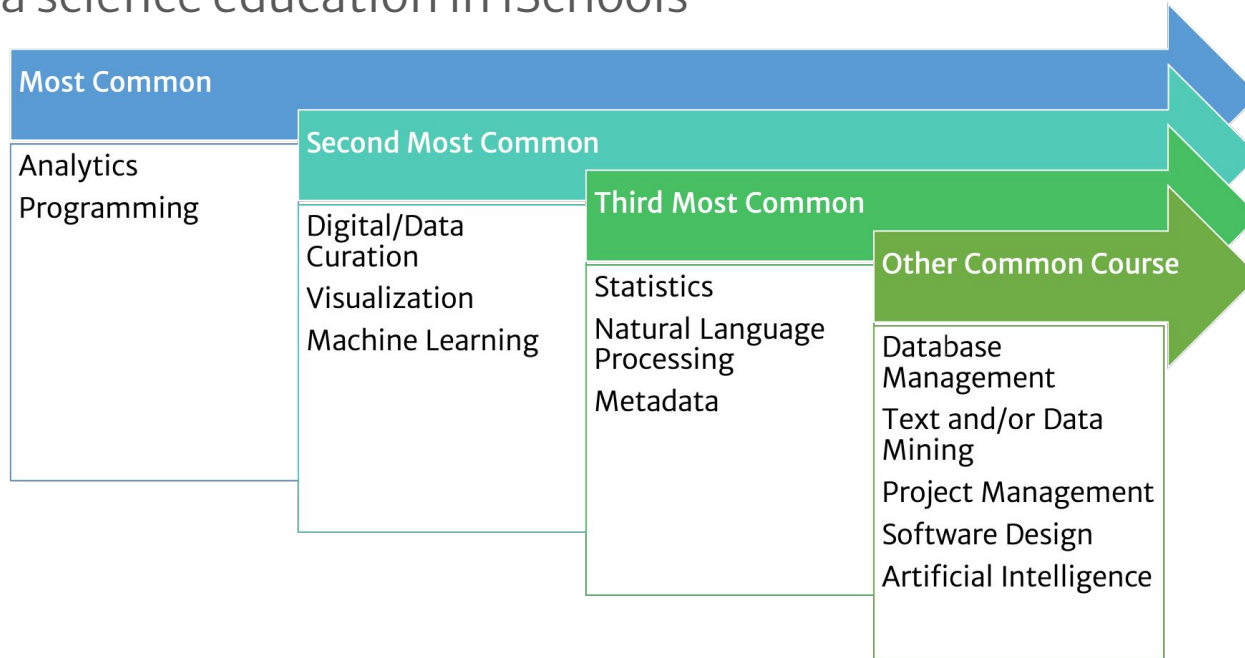 a science education in iSchools
Most Common
Analytics
Programming
Second Most Common
Digital/Data
Curation
Visualization
Machine Learning
Third Most Common
Statistics
Natural Language
Processing
Metadata
Other Common Course
Database
Management
Text and/or Data
Mining
Project Management
Software Design
Artificial Intelligence